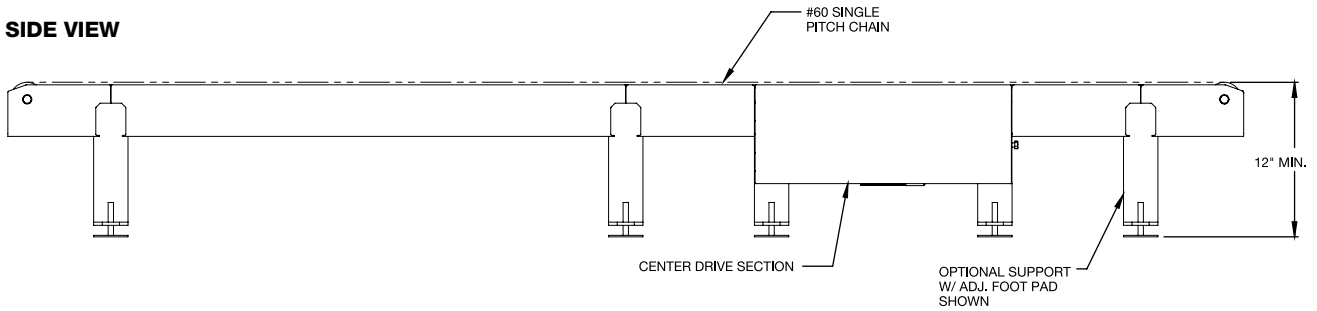 SIDE VIEW
#60 SINGLE
PITCH CHAIN
12" MIN.
CENTER DRIVE SECTION
OPTIONAL SUPPORT
W/ ADJ. FOOT PAD
SHOWN